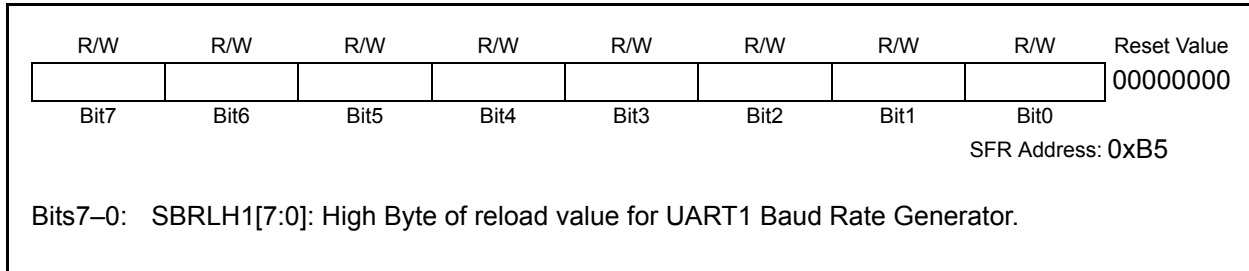 R/W R/W R/W R/W R/W R/W R/W R/W Reset Value
00000000
Bit7 Bit6 Bit5 Bit4 Bit3 Bit2 Bit1 Bit0
SFR Address: 0xB5
Bits7–0: SBRLH1[7:0]: High Byte of reload value for UART1 Baud Rate Generator.